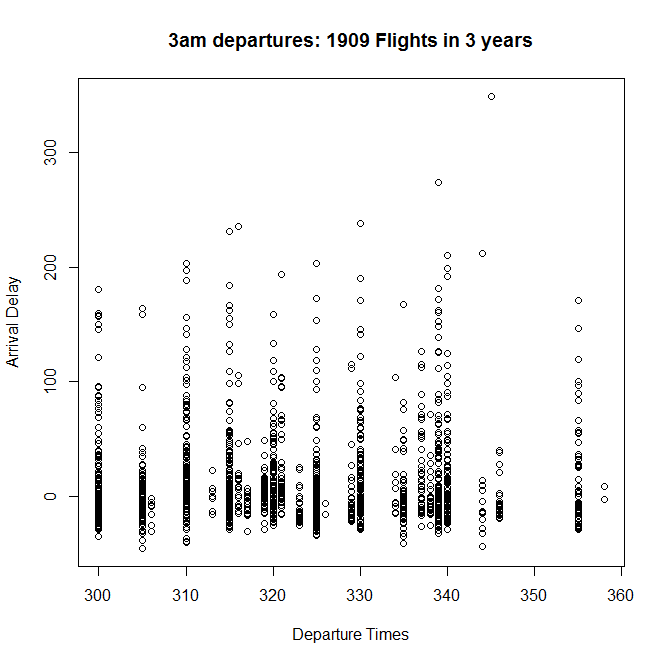 3am departures: 1909 Flights in 3 years
Arrival Delay
300
200
100
0
300 310 320 330 340 350 360
Departure Times